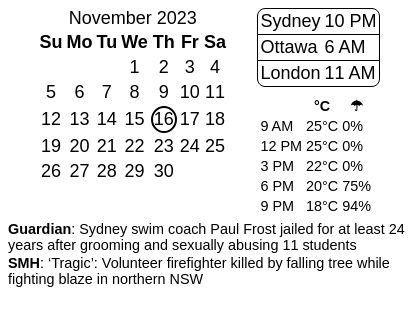 November 2023
Su Mo Tu We Th Fr Sa
1 2 3 4
5 6 7 8 9 10 11
12 13 14 15 16 17 18
19 20 21 22 23 24 25
26 27 28 29 30
Sydney 10 PM
Ottawa 6 AM
London 11 AM
°C ☂
9 AM 25°C 0%
12 PM 25°C 0%
3 PM 22°C 0%
6 PM 20°C 75%
9 PM 18°C 94%
Guardian: Sydney swim coach Paul Frost jailed for at least 24
years after grooming and sexually abusing 11 students
SMH: ‘Tragic’: Volunteer firefighter killed by falling tree while
fighting blaze in northern NSW